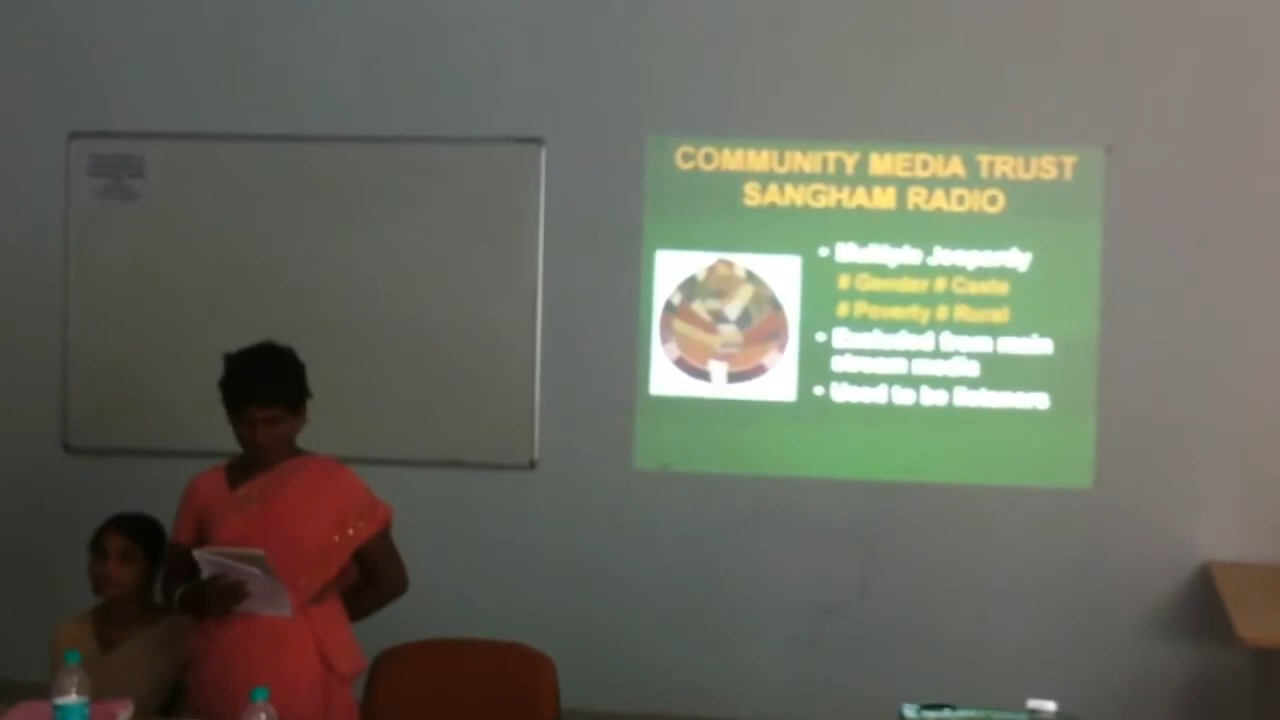 COMMUNITY MEDIA TRUST
SANGHAM RADIO
• Multiple Jeopardy
# Gender # Caste
# Poverty # Rural
• Excluded from main
stream media
• Used to be listeners